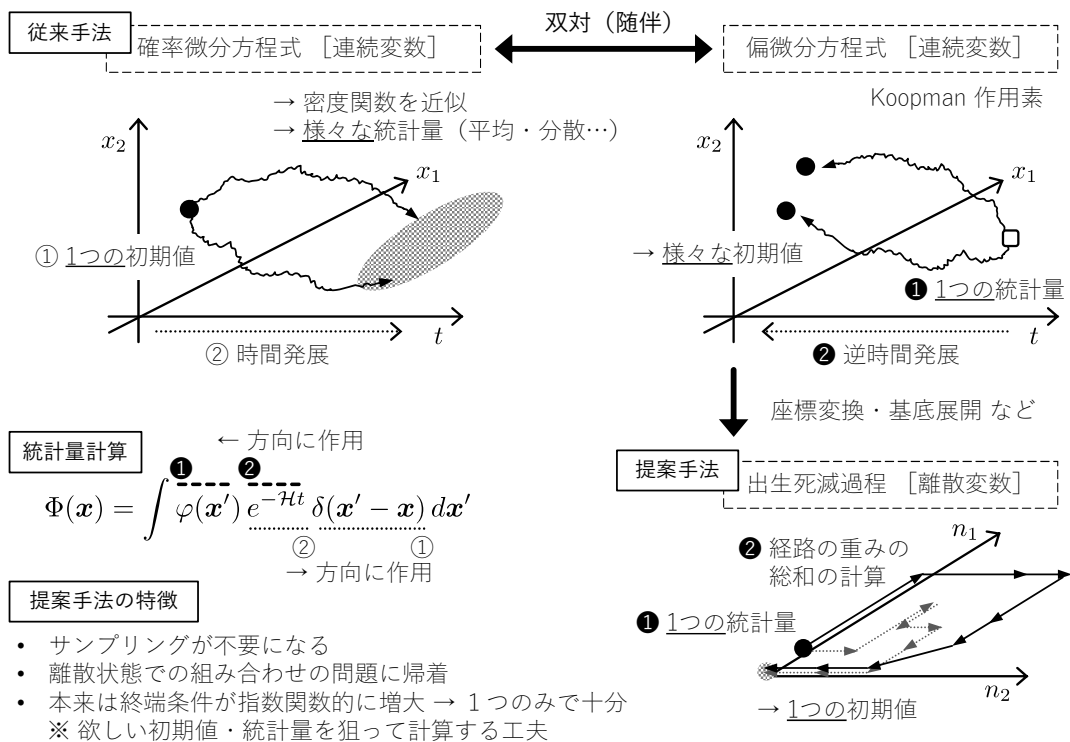 従来手法
確率微分方程式 [連続変数]
双対（随伴）
偏微分方程式 [連続変数]
→ 密度関数を近似
→ 様々な統計量（平均・分散…）
Koopman 作用素
x₂
x₁
① 1つの初期値
t
② 時間発展
x₂
x₁
→ 様々な初期値
❶ 1つの統計量
t
❷ 逆時間発展
座標変換・基底展開 など
統計量計算
← 方向に作用
❶ ❷
Φ(x) = ∫ φ(x′) e^{−ℋt} δ(x′ − x) dx′
② ①
→ 方向に作用
提案手法
出生死滅過程 [離散変数]
n₁
❷ 経路の重みの
総和の計算
❶ 1つの統計量
n₂
→ 1つの初期値
提案手法の特徴
• サンプリングが不要になる
• 離散状態での組み合わせの問題に帰着
• 本来は終端条件が指数関数的に増大 → 1つのみで十分
※ 欲しい初期値・統計量を狙って計算する工夫